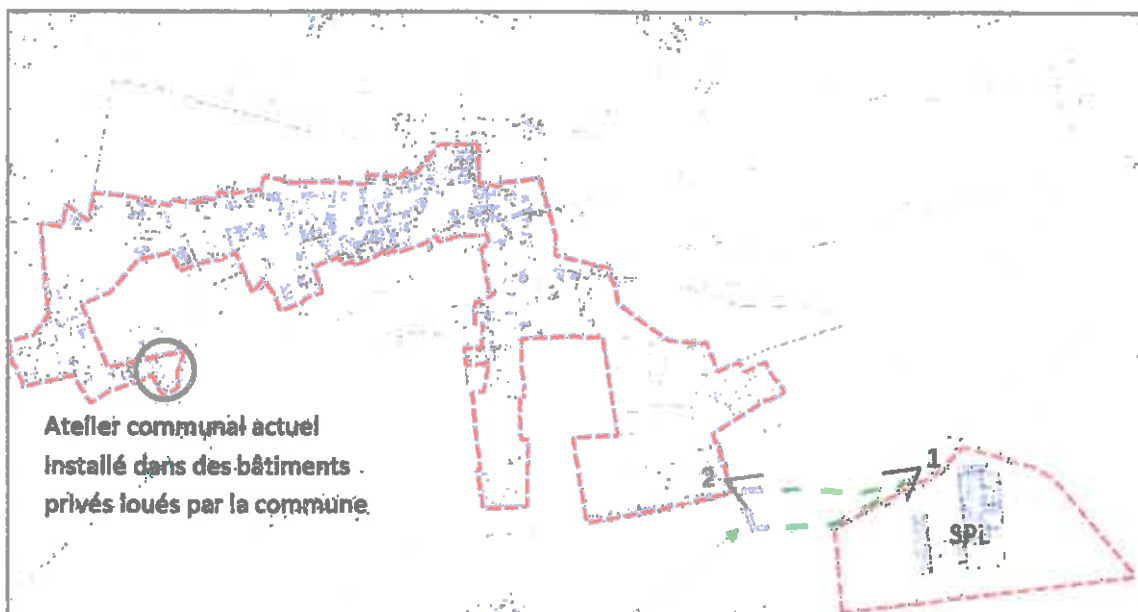 Atelier communal actuel
Installé dans des bâtiments
privés loués par la commune
2
1
SPL